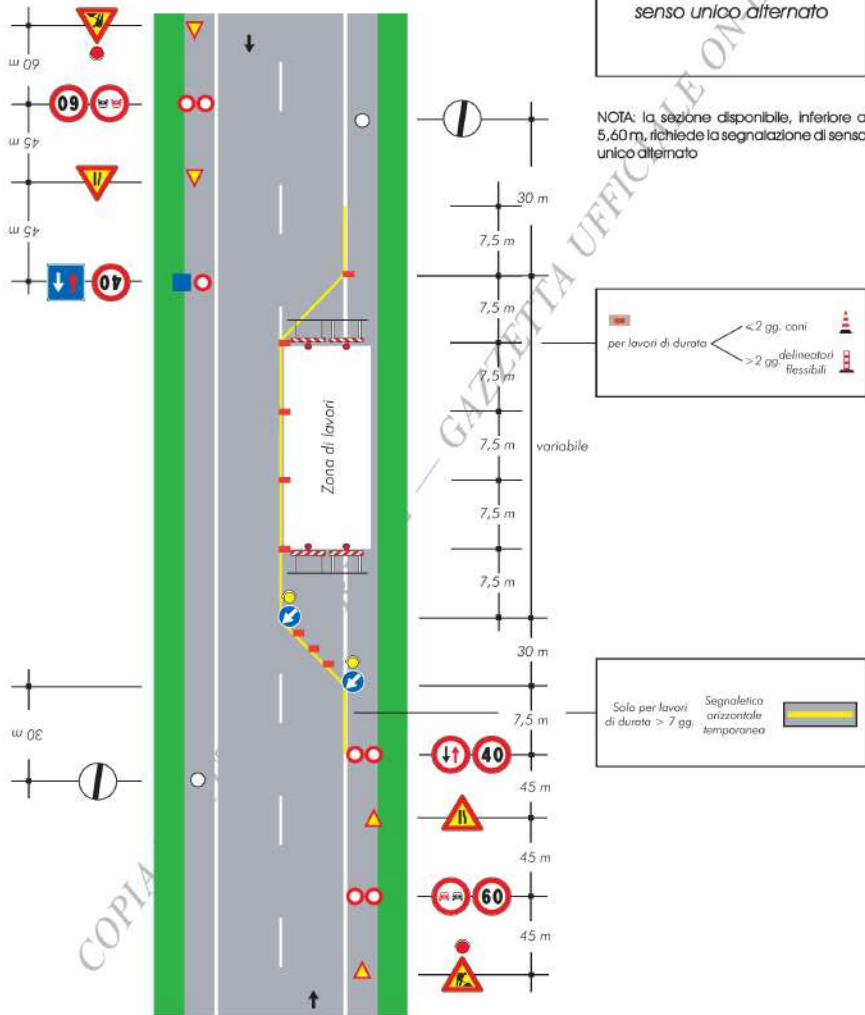 senso unico alternato
NOTA: la sezione disponibile, inferiore a
5,60 m, richiede la segnalazione di senso
unico alternato
60 m
60
45 m
45 m
40
30 m
7,5 m
7,5 m
7,5 m
7,5 m
7,5 m
7,5 m
variabile
per lavori di durata
≤2 gg. coni
>2 gg. delineatori
flessibili
Zona di lavori
30 m
7,5 m
Solo per lavori
di durata > 7 gg.
Segnaletica
orizzontale
temporanea
30 m
40
45 m
45 m
60
45 m
COPIA
— GAZZETTA UFFICIALE ON-